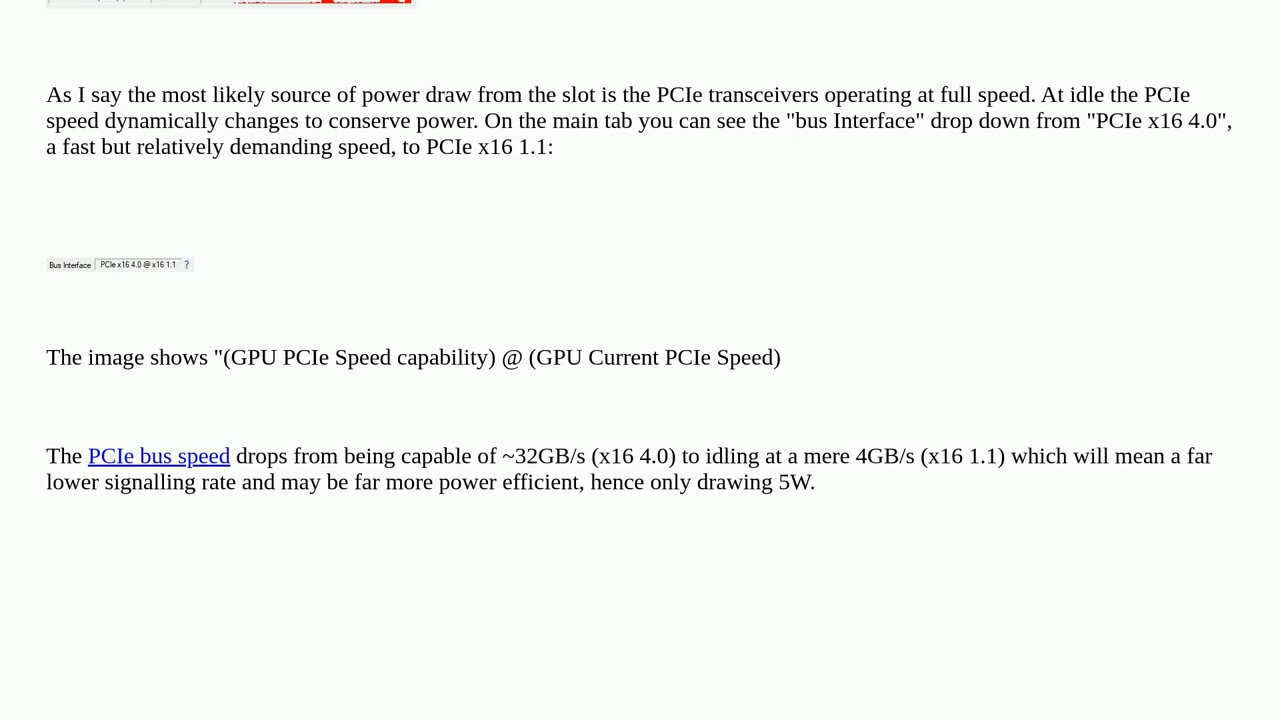 As I say the most likely source of power draw from the slot is the PCIe transceivers operating at full speed. At idle the PCIe
speed dynamically changes to conserve power. On the main tab you can see the "bus Interface" drop down from "PCIe x16 4.0",
a fast but relatively demanding speed, to PCIe x16 1.1:
Bus Interface PCIe x16 4.0 @ x16 1.1 ?
The image shows "(GPU PCIe Speed capability) @ (GPU Current PCIe Speed)
The PCIe bus speed drops from being capable of ~32GB/s (x16 4.0) to idling at a mere 4GB/s (x16 1.1) which will mean a far
lower signalling rate and may be far more power efficient, hence only drawing 5W.